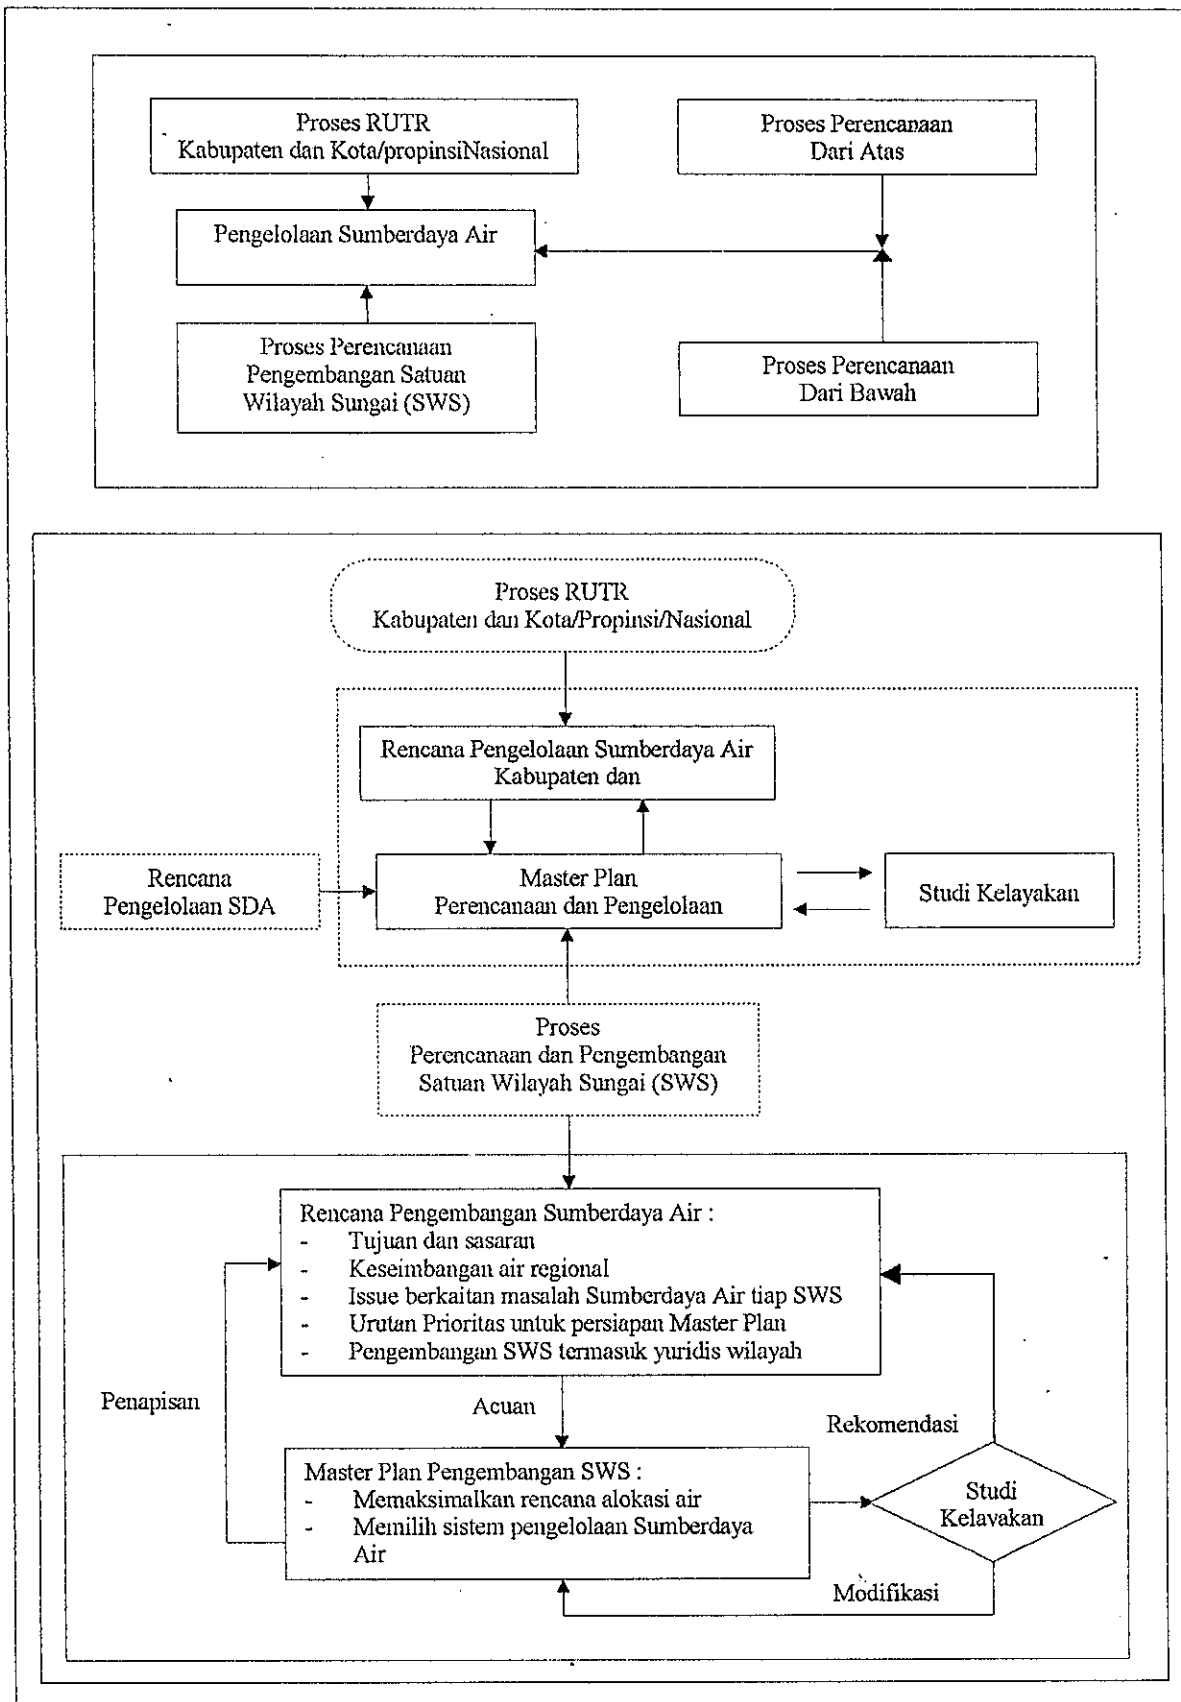 Proses RUTR
Kabupaten dan Kota/propinsiNasional
Proses Perencanaan
Dari Atas
Pengelolaan Sumberdaya Air
Proses Perencanaan
Pengembangan Satuan
Wilayah Sungai (SWS)
Proses Perencanaan
Dari Bawah
Proses RUTR
Kabupaten dan Kota/Propinsi/Nasional
Rencana Pengelolaan Sumberdaya Air
Kabupaten dan
Rencana
Pengelolaan SDA
Master Plan
Perencanaan dan Pengelolaan
Studi Kelayakan
Proses
Perencanaan dan Pengembangan
Satuan Wilayah Sungai (SWS)
Rencana Pengembangan Sumberdaya Air :
- Tujuan dan sasaran
- Keseimbangan air regional
- Issue berkaitan masalah Sumberdaya Air tiap SWS
- Urutan Prioritas untuk persiapan Master Plan
- Pengembangan SWS termasuk yuridis wilayah
Penapisan
Acuan
Rekomendasi
Master Plan Pengembangan SWS :
- Memaksimalkan rencana alokasi air
- Memilih sistem pengelolaan Sumberdaya
Air
Studi
Kelavakan
Modifikasi